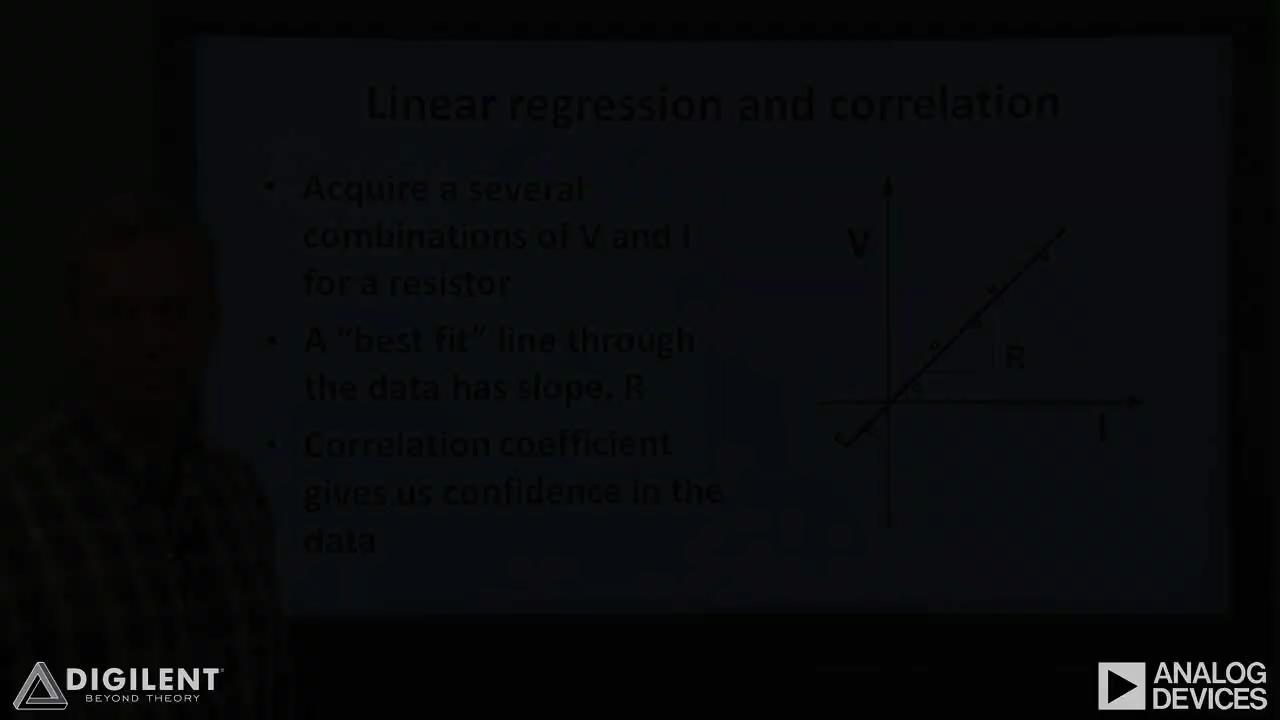 Linear regression and correlation
• Acquire a several
combinations of V and I
for a resistor
• A “best fit” line through
the data has slope, R
• Correlation coefficient
gives us confidence in the
data
V
R
I
DIGILENT
BEYOND THEORY
ANALOG
DEVICES